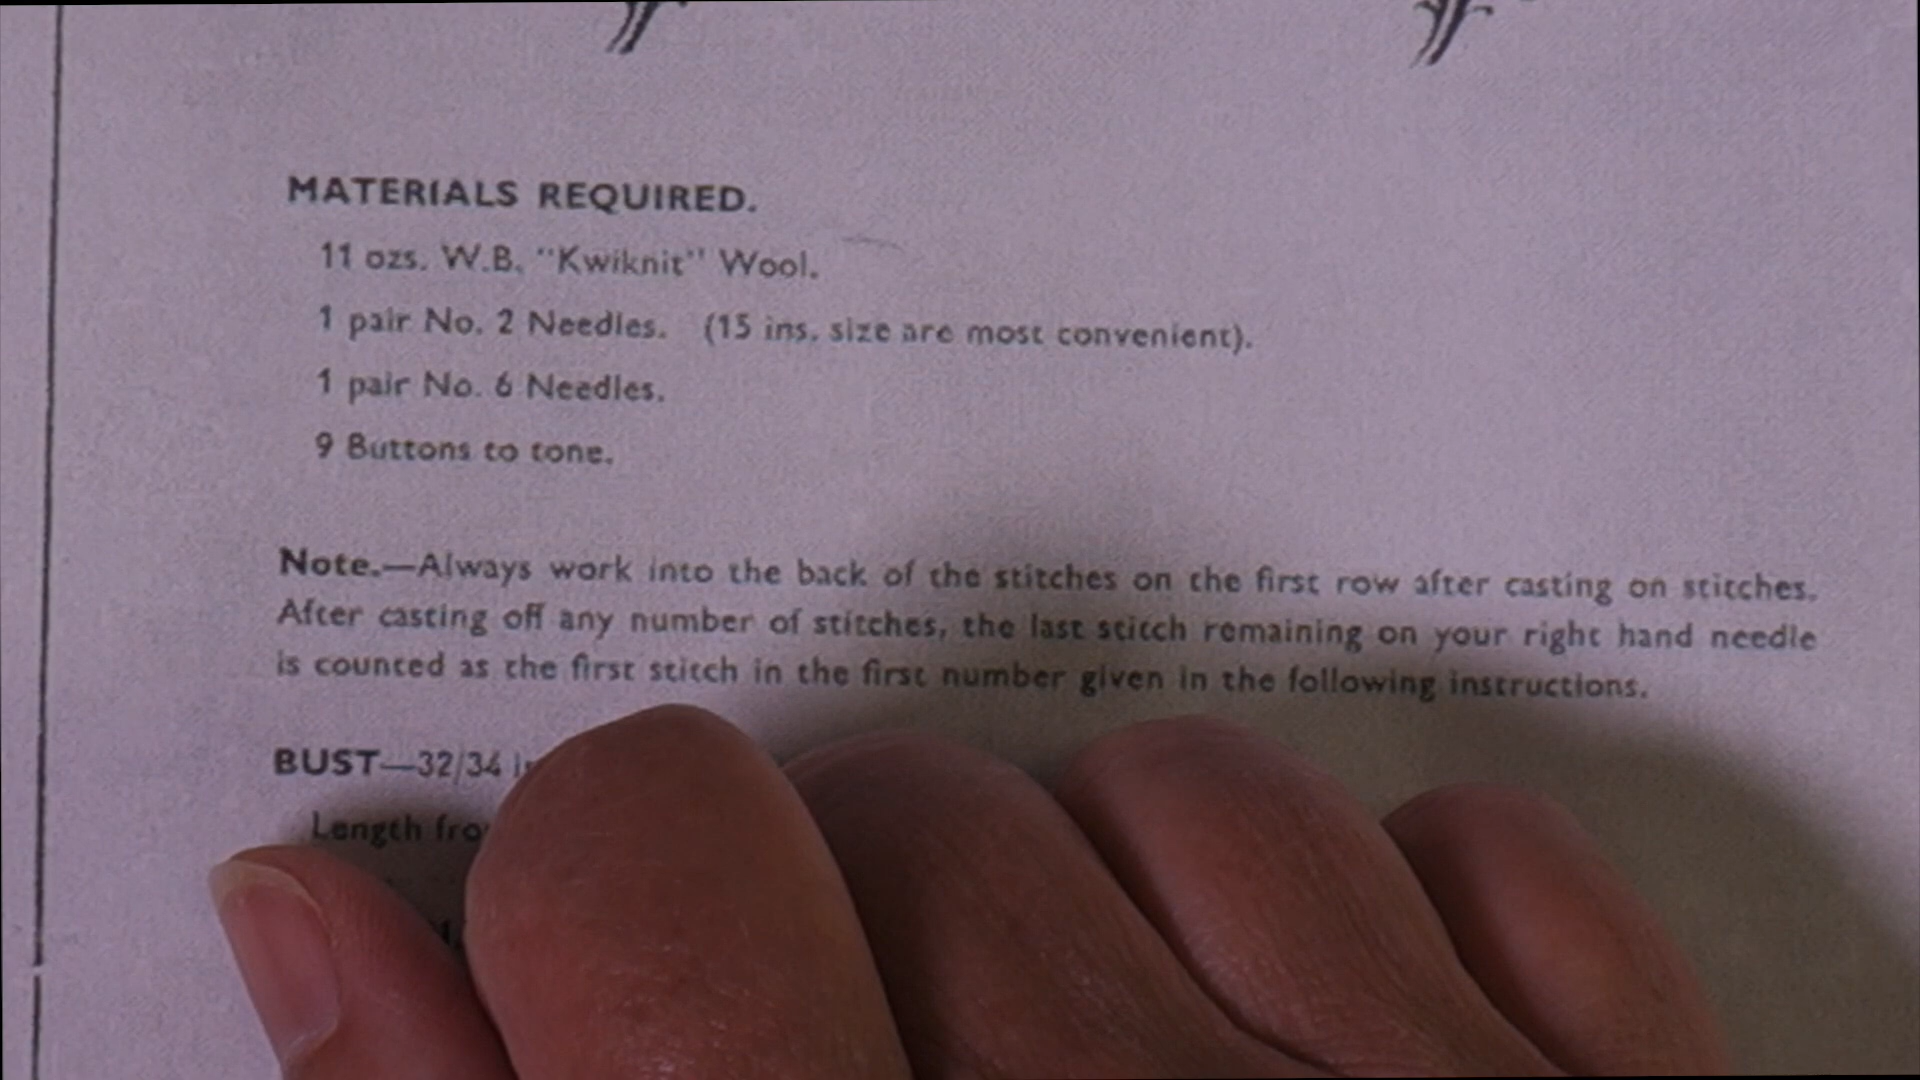 MATERIALS REQUIRED.
11 ozs. W.B. "Kwiknit" Wool.
1 pair No. 2 Needles. (15 ins. size are most convenient).
1 pair No. 6 Needles.
9 Buttons to tone.
Note.—Always work into the back of the stitches on the first row after casting on stitches.
After casting off any number of stitches, the last stitch remaining on your right hand needle
is counted as the first stitch in the first number given in the following instructions.
BUST—32/34
Length